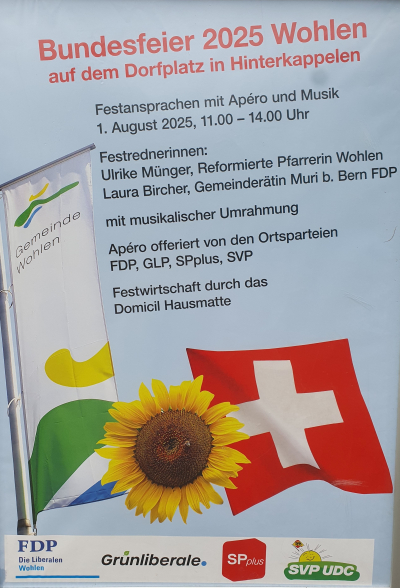 Bundesfeier 2025 Wohlen
auf dem Dorfplatz in Hinterkappelen
Festansprachen mit Apéro und Musik
1. August 2025, 11.00 – 14.00 Uhr
Festrednerinnen:
Ulrike Münger, Reformierte Pfarrerin Wohlen
Laura Bircher, Gemeinderätin Muri b. Bern FDP
mit musikalischer Umrahmung
Apéro offeriert von den Ortsparteien
FDP, GLP, SPplus, SVP
Festwirtschaft durch das
Domicil Hausmatte
Gemeinde
Wohlen
FDP
Die Liberalen
Wohlen
Grünliberale.
SPplus
SVP UDC